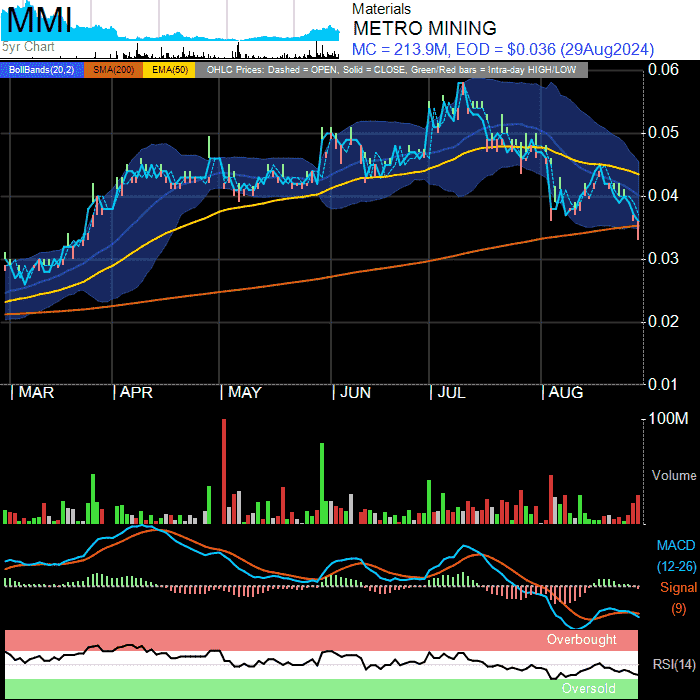 MMI
5yr Chart
Materials
METRO MINING
MC = 213.9M, EOD = $0.036 (29Aug2024)
BollBands(20,2) SMA(200) EMA(50) OHLC Prices: Dashed = OPEN, Solid = CLOSE, Green/Red bars = Intra-day HIGH/LOW
0.06
0.05
0.04
0.03
0.02
0.01
MAR APR MAY JUN JUL AUG
100M
Volume
MACD
(12-26)
Signal
(9)
Overbought
RSI(14)
Oversold